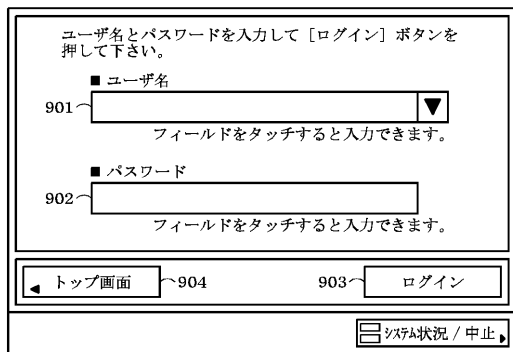 ユーザ名とパスワードを入力して［ログイン］ボタンを
押して下さい。
■ ユーザ名
901
▼
フィールドをタッチすると入力できます。
■ パスワード
902
フィールドをタッチすると入力できます。
トップ画面
904
903
ログイン
システム状況 / 中止